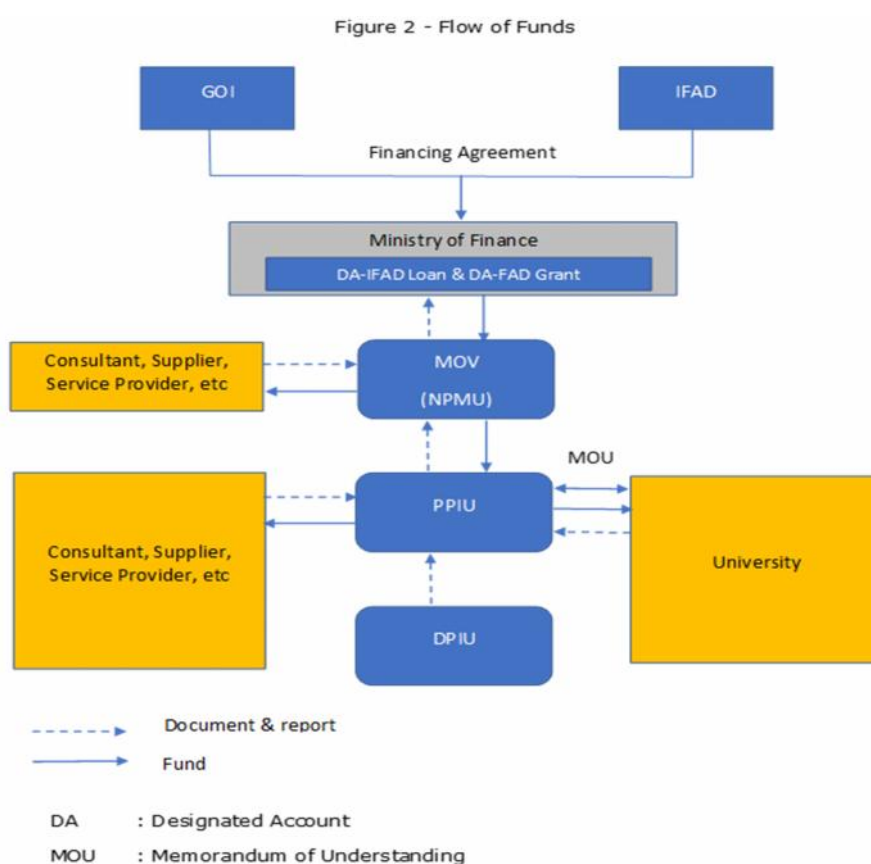 Figure 2 - Flow of Funds
GOI
IFAD
Financing Agreement
Ministry of Finance
DA-IFAD Loan & DA-FAD Grant
Consultant, Supplier,
Service Provider, etc
MOV
(NPMU)
MOU
Consultant, Supplier,
Service Provider, etc
PPIU
University
DPIU
Document & report
Fund
DA : Designated Account
MOU : Memorandum of Understanding